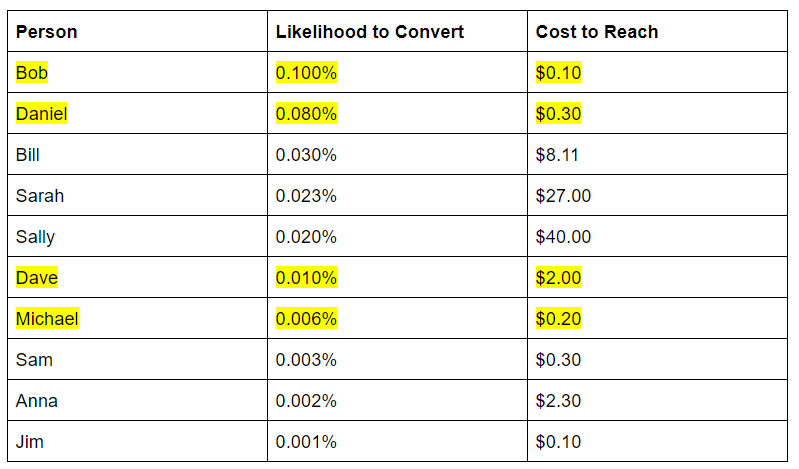 Person Likelihood to Convert Cost to Reach
Bob 0.100% $0.10
Daniel 0.080% $0.30
Bill 0.030% $8.11
Sarah 0.023% $27.00
Sally 0.020% $40.00
Dave 0.010% $2.00
Michael 0.006% $0.20
Sam 0.003% $0.30
Anna 0.002% $2.30
Jim 0.001% $0.10